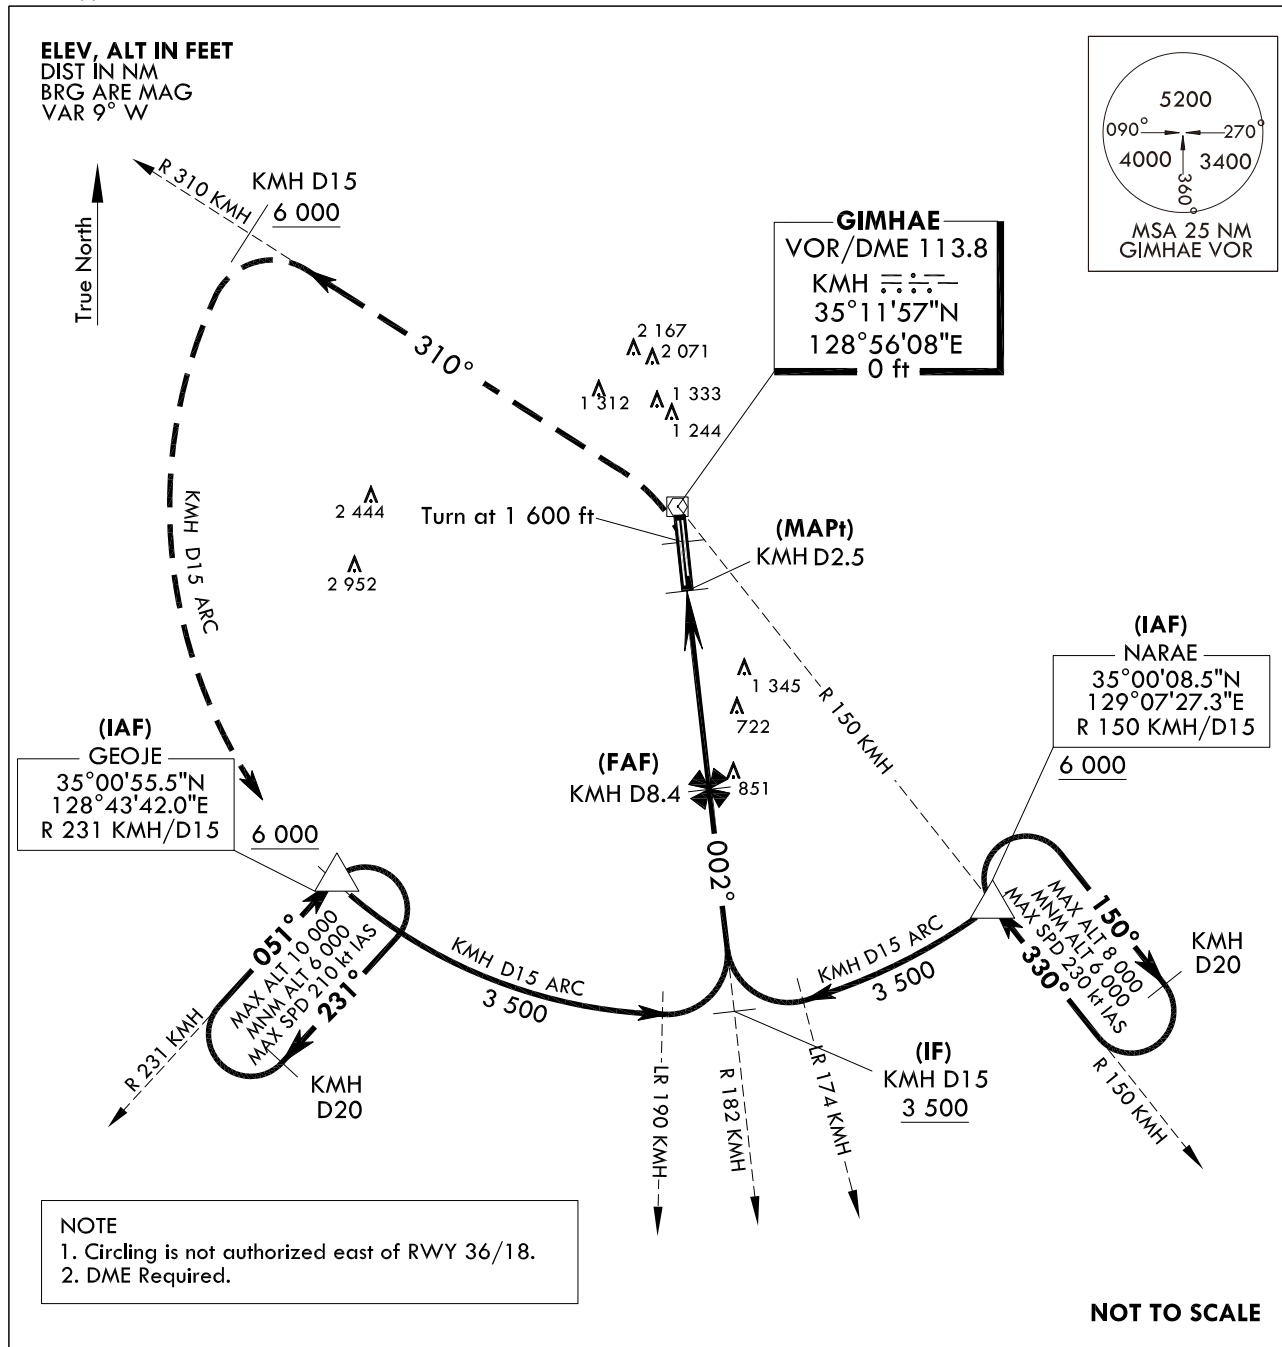 ELEV, ALT IN FEET
DIST IN NM
BRG ARE MAG
VAR 9° W
5200
090°
270°
4000
3400
360°
MSA 25 NM
GIMHAE VOR
True North
R 310 KMH
KMH D15
6 000
310°
GIMHAE
VOR/DME 113.8
KMH
35°11'57"N
128°56'08"E
0 ft
2 167
2 071
1 312
1 333
1 244
2 444
2 952
KMH D15 ARC
Turn at 1 600 ft
(MAPt)
KMH D2.5
R 150 KMH
1 345
722
851
(FAF)
KMH D8.4
002°
(IAF)
NARAE
35°00'08.5"N
129°07'27.3"E
R 150 KMH/D15
6 000
(IAF)
GEOJE
35°00'55.5"N
128°43'42.0"E
R 231 KMH/D15
6 000
051°
MAX ALT 10 000
MNM ALT 6 000
MAX SPD 210 kt IAS
231°
R 231 KMH
KMH
D20
KMH D15 ARC
3 500
KMH D15 ARC
3 500
150°
MAX ALT 8 000
MNM ALT 6 000
MAX SPD 230 kt IAS
330°
KMH
D20
R 150 KMH
LR 190 KMH
R 182 KMH
LR 174 KMH
(IF)
KMH D15
3 500
NOTE
1. Circling is not authorized east of RWY 36/18.
2. DME Required.
NOT TO SCALE